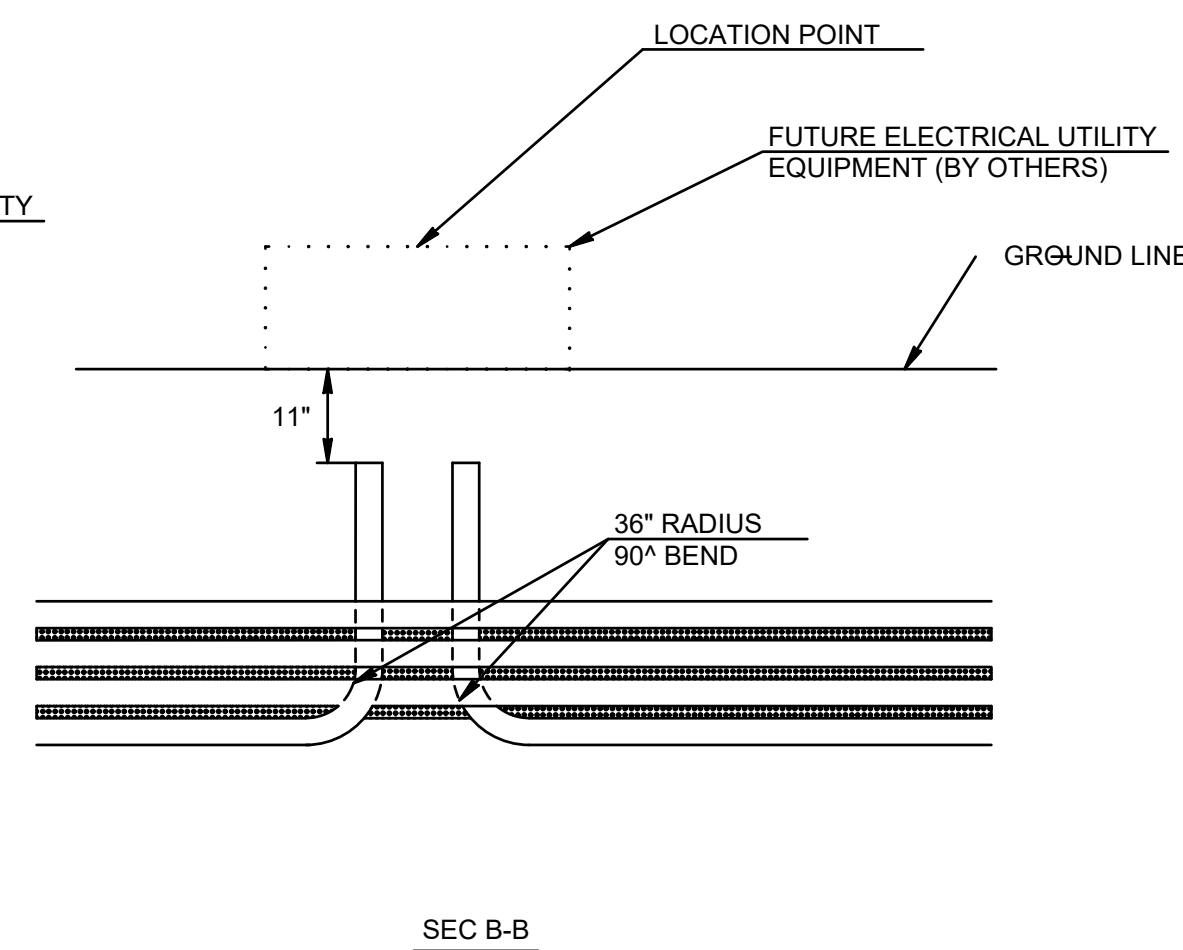 LOCATION POINT
FUTURE ELECTRICAL UTILITY
EQUIPMENT (BY OTHERS)
TY
GROUND LINE
11"
36" RADIUS
90^ BEND
SEC B-B